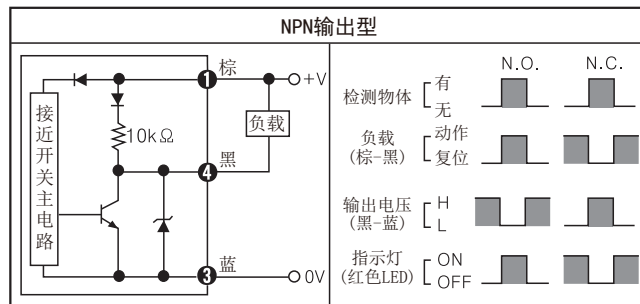 NPN输出型
棕
1
+V
接近开关主电路
10kΩ
负载
黑
4
蓝
3
0V
N.O.
N.C.
检测物体
有
无
负载
(棕-黑)
动作
复位
输出电压
(黑-蓝)
H
L
指示灯
(红色LED)
ON
OFF